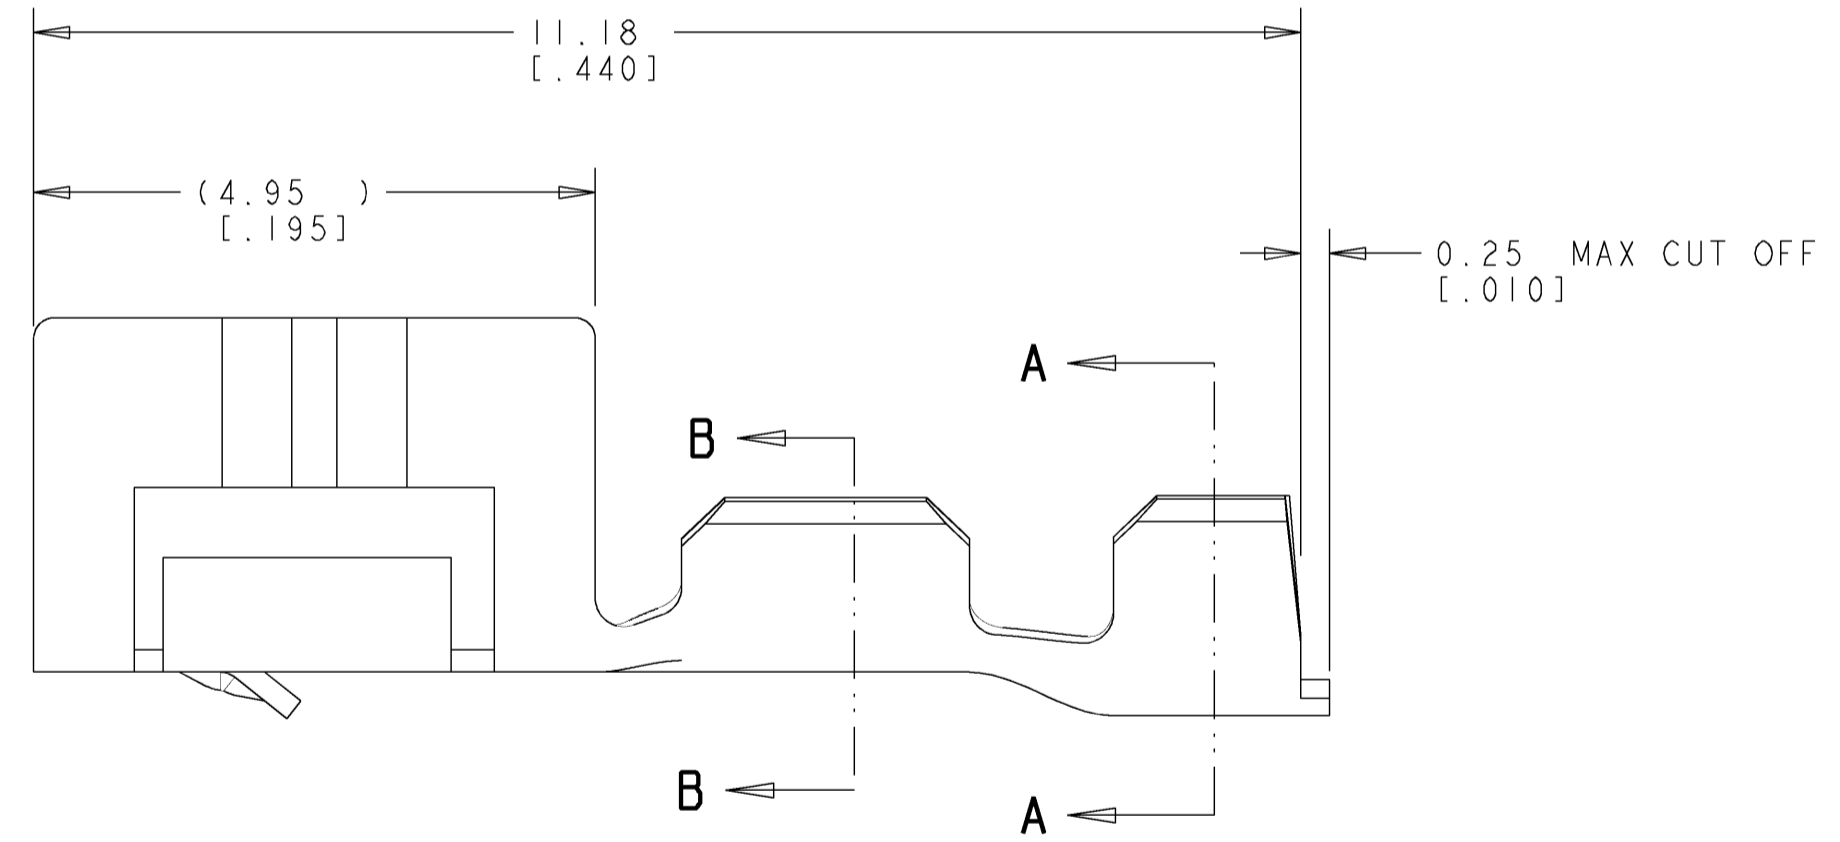 11.18
[.440]
(4.95 )
[.195]
0.25 MAX CUT OFF
[.010]
A
B
B
A